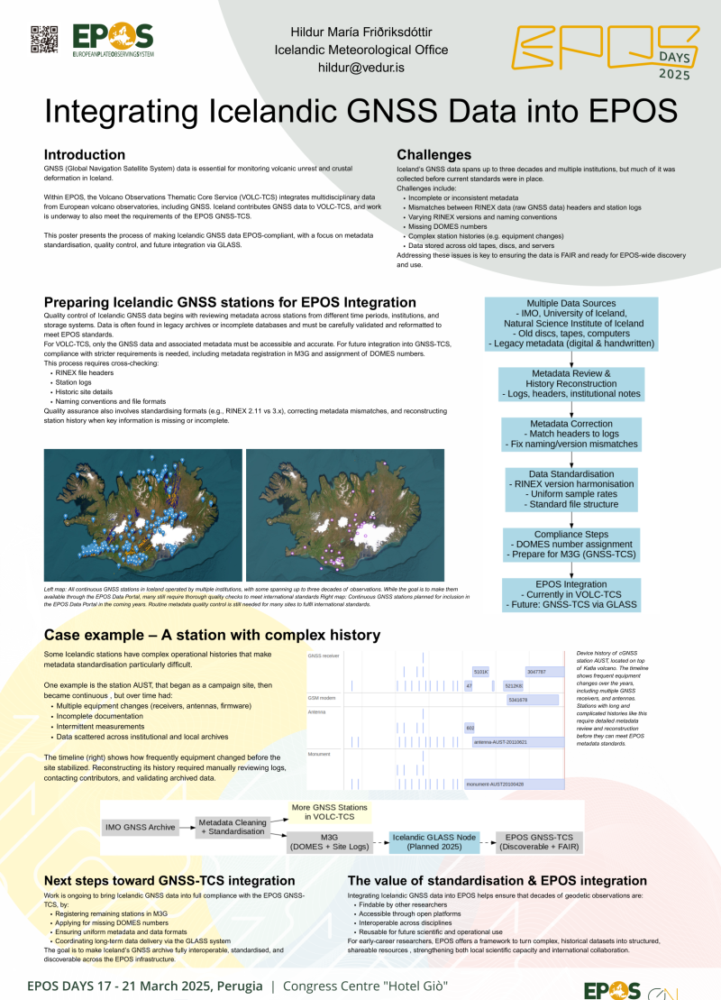 EPOS
EUROPEANPLATEOBSERVINGSYSTEM
Hildur María Friðriksdóttir
Icelandic Meteorological Office
hildur@vedur.is
EPOS
DAYS
2025
Integrating Icelandic GNSS Data into EPOS
Introduction
GNSS (Global Navigation Satellite System) data is essential for monitoring volcanic unrest and crustal
deformation in Iceland.
Within EPOS, the Volcano Observations Thematic Core Service (VOLC-TCS) integrates multidisciplinary data
from European volcano observatories, including GNSS. Iceland contributes GNSS data to VOLC-TCS, and work
is underway to also meet the requirements of the EPOS GNSS-TCS.
This poster presents the process of making Icelandic GNSS data EPOS-compliant, with a focus on metadata
standardisation, quality control, and future integration via GLASS.
Challenges
Iceland's GNSS data spans up to three decades and multiple institutions, but much of it was
collected before current standards were in place.
Challenges include:
• Incomplete or inconsistent metadata
• Mismatches between RINEX data (raw GNSS data) headers and station logs
• Varying RINEX versions and naming conventions
• Missing DOMES numbers
• Complex station histories (e.g. equipment changes)
• Data stored across old tapes, discs, and servers
Addressing these issues is key to ensuring the data is FAIR and ready for EPOS-wide discovery
and use.
Preparing Icelandic GNSS stations for EPOS Integration
Quality control of Icelandic GNSS data begins with reviewing metadata across stations from different time periods, institutions, and
storage systems. Data is often found in legacy archives or incomplete databases and must be carefully validated and reformatted to
meet EPOS standards.
For VOLC-TCS, only the GNSS data and associated metadata must be accessible and accurate. For future integration into GNSS-TCS,
compliance with stricter requirements is needed, including metadata registration in M3G and assignment of DOMES numbers.
This process requires cross-checking:
• RINEX file headers
• Station logs
• Historic site details
• Naming conventions and file formats
Quality assurance also involves standardising formats (e.g., RINEX 2.11 vs 3.x), correcting metadata mismatches, and reconstructing
station history when key information is missing or incomplete.
Multiple Data Sources
- IMO, University of Iceland,
Natural Science Institute of Iceland
- Old discs, tapes, computers
- Legacy metadata (digital & handwritten)
Metadata Review &
History Reconstruction
- Logs, headers, institutional notes
Metadata Correction
- Match headers to logs
- Fix naming/version mismatches
Data Standardisation
- RINEX version harmonisation
- Uniform sample rates
- Standard file structure
Compliance Steps
- DOMES number assignment
- Prepare for M3G (GNSS-TCS)
EPOS Integration
- Currently in VOLC-TCS
- Future: GNSS-TCS via GLASS
Left map: All continuous GNSS stations in Iceland operated by multiple institutions, with some spanning up to three decades of observations. While the goal is to make them
available through the EPOS Data Portal, many still require thorough quality checks to meet international standards Right map: Continuous GNSS stations planned for inclusion in
the EPOS Data Portal in the coming years. Routine metadata quality control is still needed for many sites to fullfil international standards.
Case example – A station with complex history
Some Icelandic stations have complex operational histories that make
metadata standardisation particularly difficult.
One example is the station AUST, that began as a campaign site, then
became continuous , but over time had:
• Multiple equipment changes (receivers, antennas, firmware)
• Incomplete documentation
• Intermittent measurements
• Data scattered across institutional and local archives
The timeline (right) shows how frequently equipment changed before the
site stabilized. Reconstructing its history required manually reviewing logs,
contacting contributors, and validating archived data.
GNSS receiver
5101K
3047787
47
5212K8
GSM modem
5341678
Antenna
602
antenna-AUST-20110621
Monument
monument-AUST20100428
Device history of cGNSS
station AUST, located on top
of Katla volcano. The timeline
shows frequent equipment
changes over the years,
including multiple GNSS
receivers, and antennas.
Stations with long and
complicated histories like this
require detailed metadata
review and reconstruction
before they can meet EPOS
metadata standards.
IMO GNSS Archive
Metadata Cleaning
+ Standardisation
More GNSS Stations
in VOLC-TCS
M3G
(DOMES + Site Logs)
Icelandic GLASS Node
(Planned 2025)
EPOS GNSS-TCS
(Discoverable + FAIR)
Next steps toward GNSS-TCS integration
Work is ongoing to bring Icelandic GNSS data into full compliance with the EPOS GNSS-
TCS, by:
• Registering remaining stations in M3G
• Applying for missing DOMES numbers
• Ensuring uniform metadata and data formats
• Coordinating long-term data delivery via the GLASS system
The goal is to make Iceland's GNSS archive fully interoperable, standardised, and
discoverable across the EPOS infrastructure.
The value of standardisation & EPOS integration
Integrating Icelandic GNSS data into EPOS helps ensure that decades of geodetic observations are:
• Findable by other researchers
• Accessible through open platforms
• Interoperable across disciplines
• Reusable for future scientific and operational use
For early-career researchers, EPOS offers a framework to turn complex, historical datasets into structured,
shareable resources , strengthening both local scientific capacity and international collaboration.
EPOS DAYS 17 - 21 March 2025, Perugia | Congress Centre "Hotel Giò"
EPOS